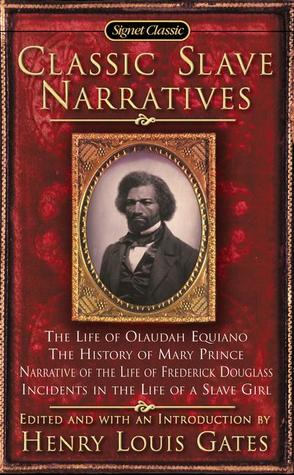 Signet Classic
CLASSIC SLAVE
NARRATIVES
THE LIFE OF OLAUDAH EQUIANO
THE HISTORY OF MARY PRINCE
NARRATIVE OF THE LIFE OF FREDERICK DOUGLASS
INCIDENTS IN THE LIFE OF A SLAVE GIRL
EDITED AND WITH AN INTRODUCTION BY
HENRY LOUIS GATES